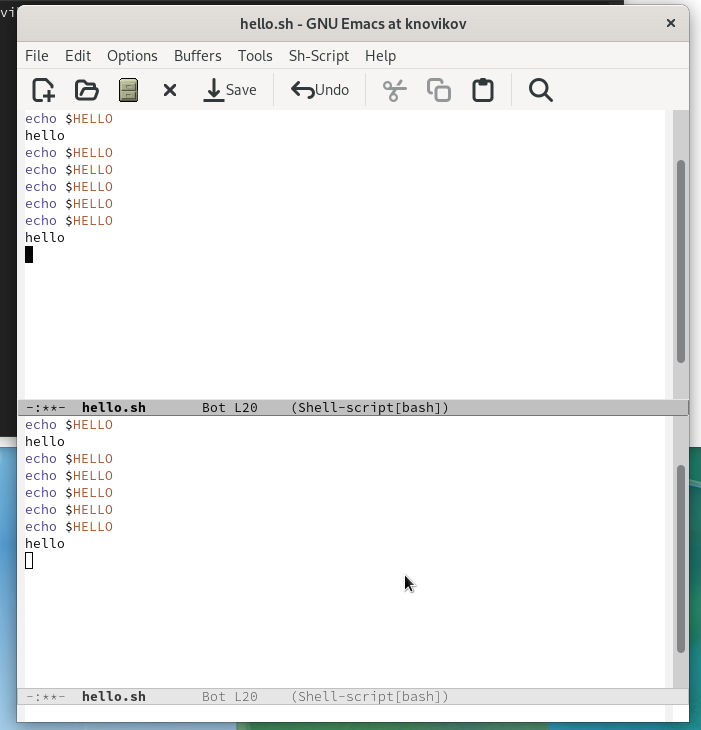 vi
hello.sh - GNU Emacs at knovikov
File Edit Options Buffers Tools Sh-Script Help
Save Undo
echo $HELLO
hello
echo $HELLO
echo $HELLO
echo $HELLO
echo $HELLO
echo $HELLO
hello
-:**- hello.sh Bot L20 (Shell-script[bash])
echo $HELLO
hello
echo $HELLO
echo $HELLO
echo $HELLO
echo $HELLO
echo $HELLO
hello
-:**- hello.sh Bot L20 (Shell-script[bash])